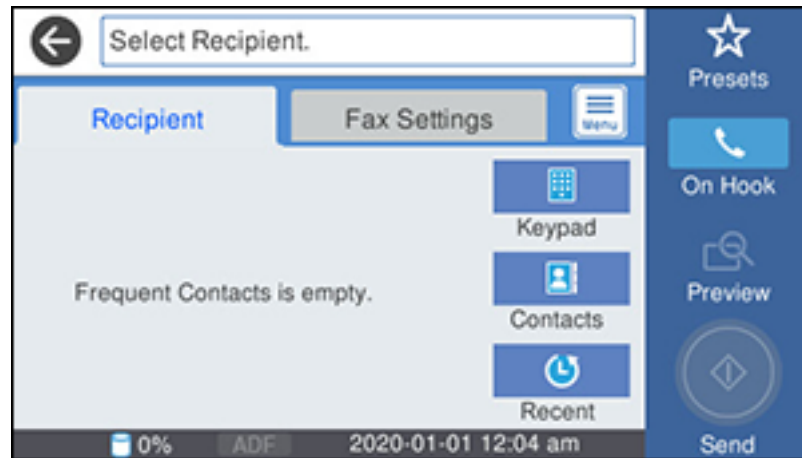 Select Recipient.
Presets
Recipient
Fax Settings
Menu
On Hook
Keypad
Frequent Contacts is empty.
Preview
Contacts
Recent
0% ADF 2020-01-01 12:04 am
Send